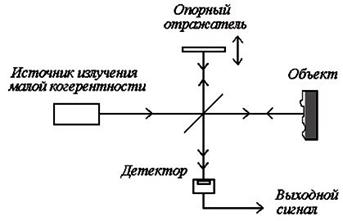 Опорный
отражатель
Источник излучения
малой когерентности
Объект
Детектор
Выходной
сигнал